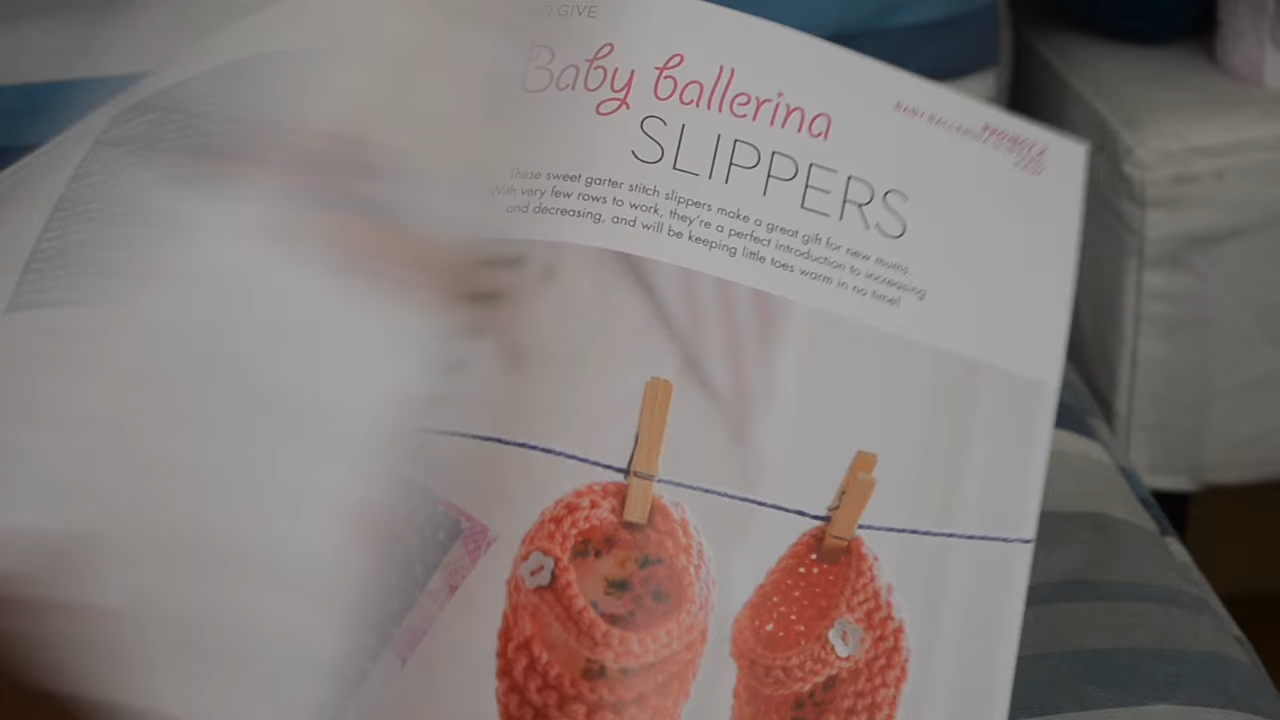 GIVE
Baby ballerina
SLIPPERS
These sweet garter stitch slippers make a great gift for new mums.
With very few rows to work, they're a perfect introduction to increasing
and decreasing, and will be keeping little toes warm in no time!